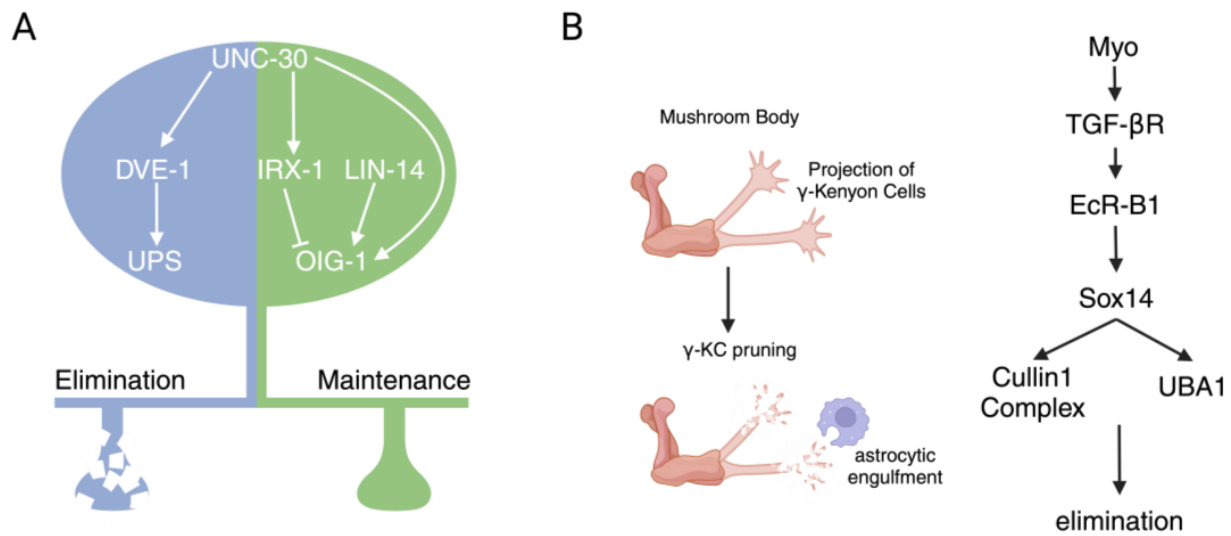 A
UNC-30
DVE-1
IRX-1
LIN-14
UPS
OIG-1
Elimination
Maintenance
B
Mushroom Body
Projection of
γ-Kenyon Cells
γ-KC pruning
astrocytic
engulfment
Myo
TGF-βR
EcR-B1
Sox14
Cullin1
Complex
UBA1
elimination